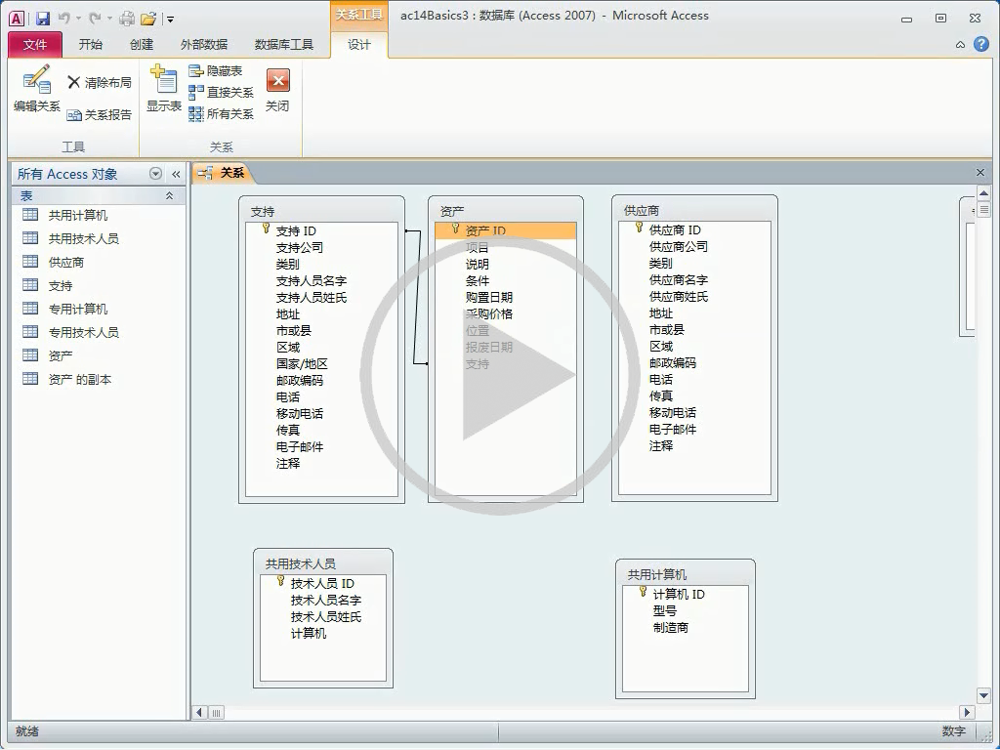 关系工具
ac14Basics3 : 数据库 (Access 2007) - Microsoft Access
文件
开始
创建
外部数据
数据库工具
设计
编辑关系
清除布局
关系报告
工具
显示表
隐藏表
直接关系
所有关系
关闭
关系
所有 Access 对象
表
共用计算机
共用技术人员
供应商
支持
专用计算机
专用技术人员
资产
资产 的副本
关系
支持
支持 ID
支持公司
类别
支持人员名字
支持人员姓氏
地址
市或县
区域
国家/地区
邮政编码
电话
移动电话
传真
电子邮件
注释
资产
资产 ID
项目
说明
条件
购置日期
采购价格
位置
报废日期
支持
供应商
供应商 ID
供应商公司
类别
供应商名字
供应商姓氏
地址
市或县
区域
邮政编码
电话
传真
移动电话
电子邮件
注释
共用技术人员
技术人员 ID
技术人员名字
技术人员姓氏
计算机
共用计算机
计算机 ID
型号
制造商
就绪
数字